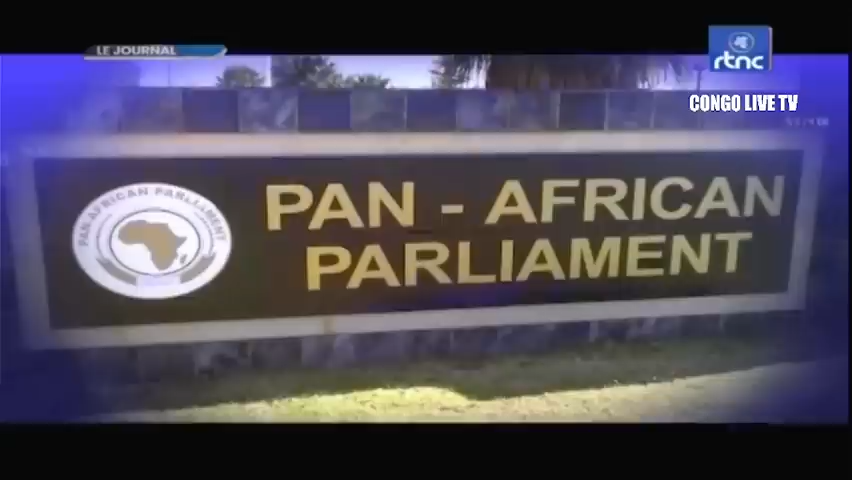 LE JOURNAL
rtnc
CONGO LIVE TV
PAN-AFRICAN PARLIAMENT
PAN - AFRICAN
PARLIAMENT